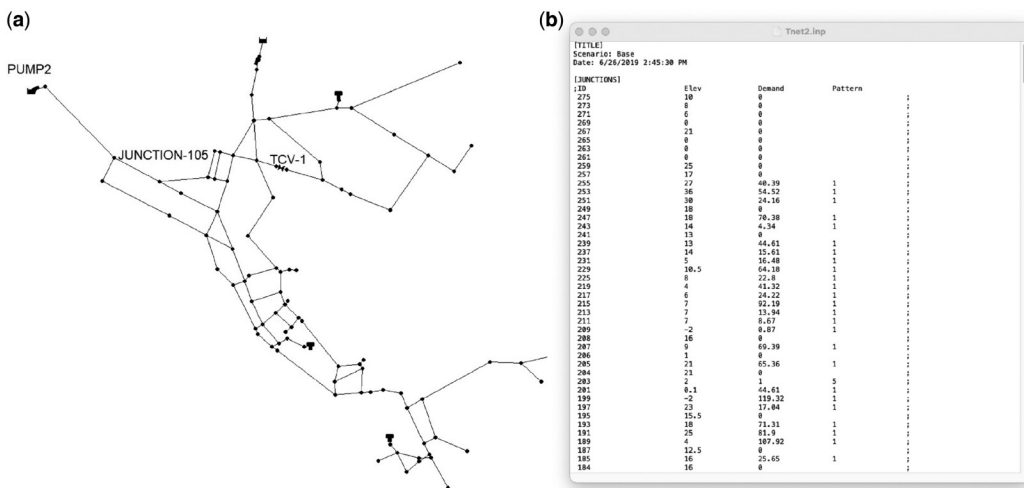 (a)
PUMP2
JUNCTION-105
TCV-1
(b)
Tnet2.inp
[TITLE]
Scenario: Base
Date: 6/26/2019 2:45:30 PM
[JUNCTIONS]
;ID Elev Demand Pattern
275 10 0 ;
273 8 0 ;
271 6 0 ;
269 0 0 ;
267 21 0 ;
265 0 0 ;
263 0 0 ;
261 0 0 ;
259 25 0 ;
257 17 0 ;
255 27 40.39 1 ;
253 36 54.52 1 ;
251 30 24.16 1 ;
249 18 0 ;
247 18 70.38 1 ;
243 14 4.34 1 ;
241 13 0 ;
239 13 44.61 1 ;
237 14 15.61 1 ;
231 5 16.48 1 ;
229 10.5 64.18 1 ;
225 8 22.8 1 ;
219 4 41.32 1 ;
217 6 24.22 1 ;
215 7 92.19 1 ;
213 7 13.94 1 ;
211 7 8.67 1 ;
209 -2 0.87 1 ;
208 16 0 ;
207 9 69.39 1 ;
206 1 0 ;
205 21 65.36 1 ;
204 21 0 ;
203 2 1 5 ;
201 0.1 44.61 1 ;
199 -2 119.32 1 ;
197 23 17.04 1 ;
195 15.5 0 ;
193 18 71.31 1 ;
191 25 81.9 1 ;
189 4 107.92 1 ;
187 12.5 0 ;
185 16 25.65 1 ;
184 16 0 ;